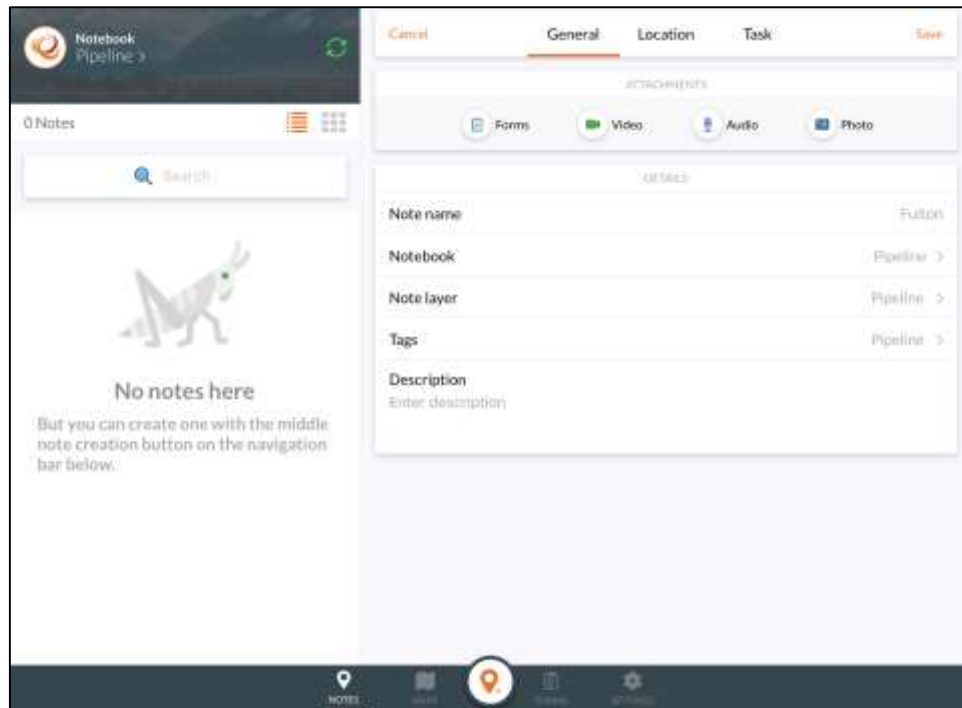 Notebook
Pipeline >
0 Notes
Search
No notes here
But you can create one with the middle
note creation button on the navigation
bar below.
Cancel
General Location Task
Save
ATTACHMENTS
Forms Video Audio Photo
DETAILS
Note name Fulton
Notebook Pipeline >
Note layer Pipeline >
Tags Pipeline >
Description
Enter description
NOTES